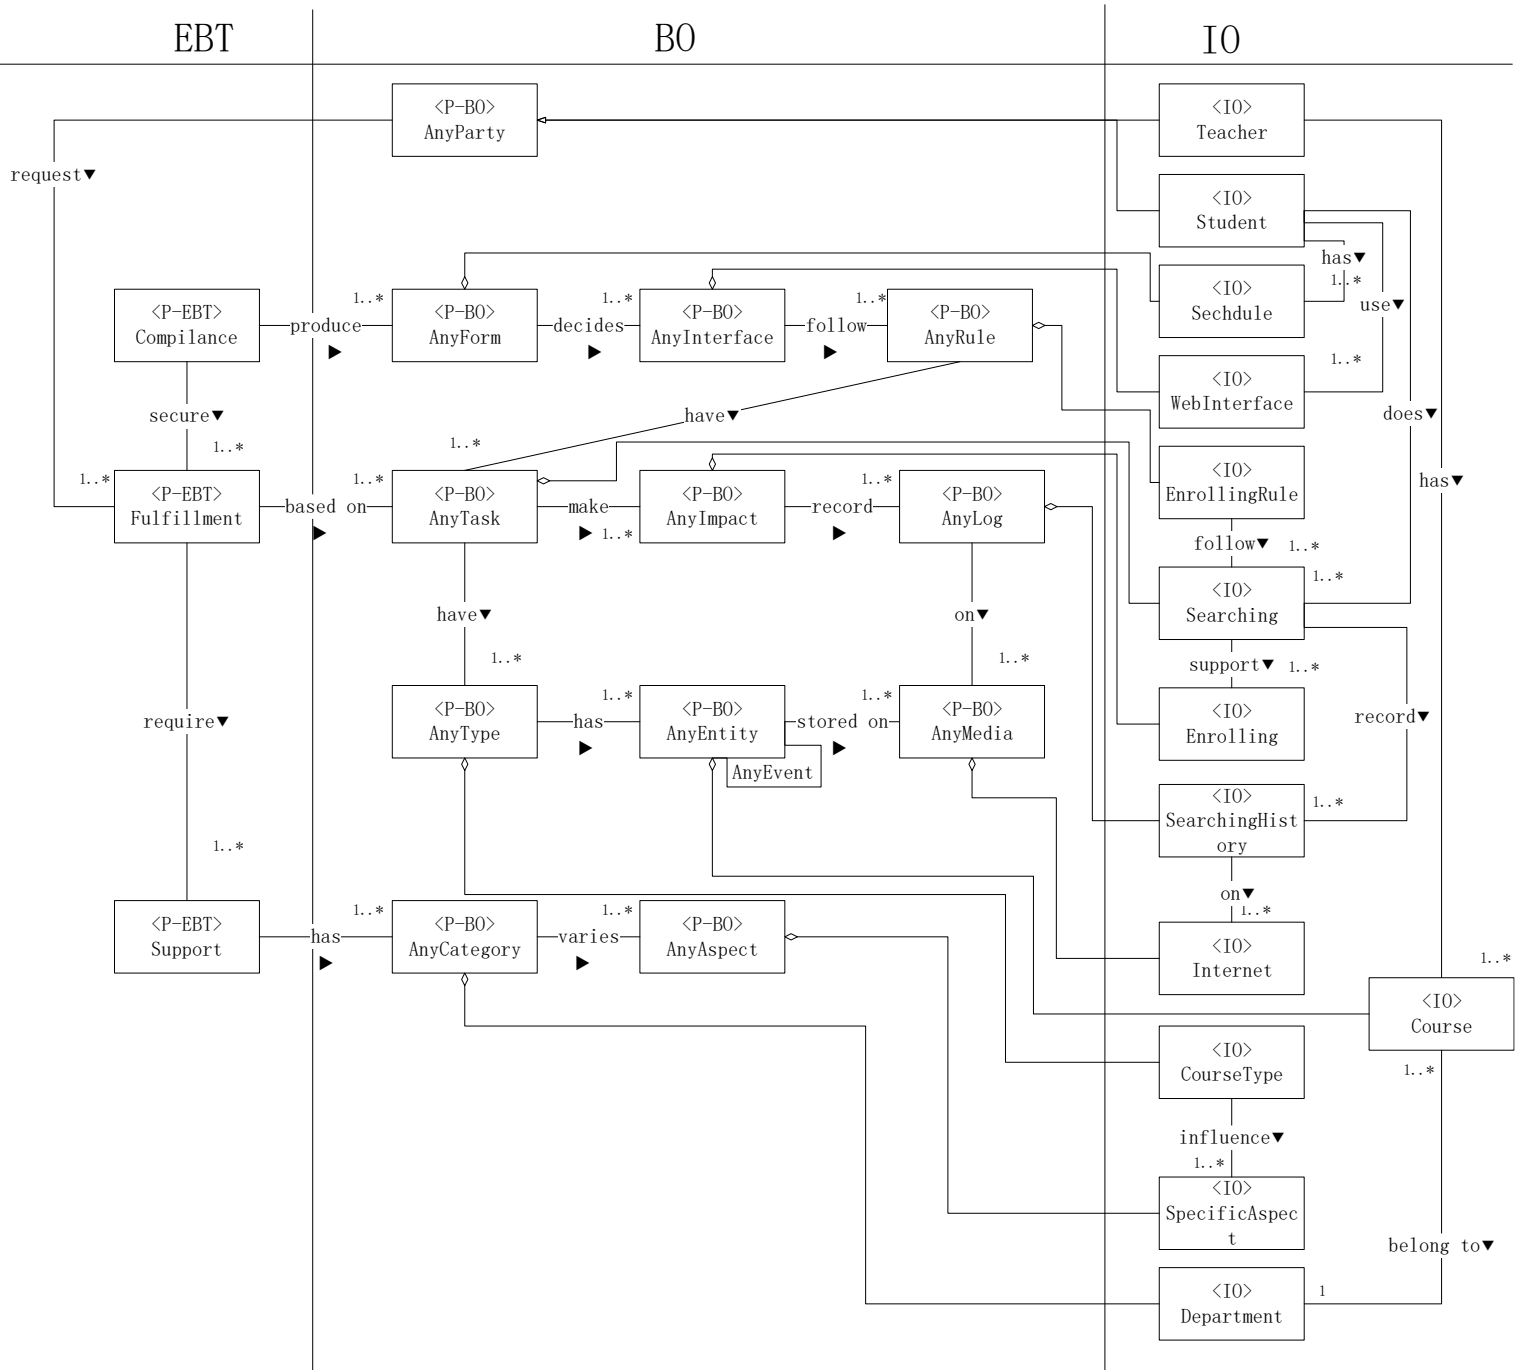 EBT
BO
IO
<P-BO>
AnyParty
<IO>
Teacher
request▼
<IO>
Student
has▼
1..*
<P-EBT>
Compilance
produce
▶
1..*
<P-BO>
AnyForm
decides
▶
1..*
<P-BO>
AnyInterface
follow
▶
1..*
<P-BO>
AnyRule
<IO>
Sechdule
use▼
1..*
<IO>
WebInterface
secure▼
1..*
have▼
1..*
does▼
1..*
<P-EBT>
Fulfillment
based on
▶
1..*
<P-BO>
AnyTask
make
▶
1..*
<P-BO>
AnyImpact
record
▶
1..*
<P-BO>
AnyLog
<IO>
EnrollingRule
has▼
follow▼
1..*
1..*
<IO>
Searching
have▼
1..*
on▼
1..*
support▼
1..*
require▼
1..*
<P-BO>
AnyType
has
▶
1..*
<P-BO>
AnyEntity
AnyEvent
stored on
▶
1..*
<P-BO>
AnyMedia
<IO>
Enrolling
record▼
1..*
<IO>
SearchingHist
ory
on▼
1..*
<P-EBT>
Support
has
▶
1..*
<P-BO>
AnyCategory
varies
▶
1..*
<P-BO>
AnyAspect
<IO>
Internet
1..*
<IO>
Course
1..*
<IO>
CourseType
influence▼
1..*
<IO>
SpecificAspec
t
belong to▼
1
<IO>
Department